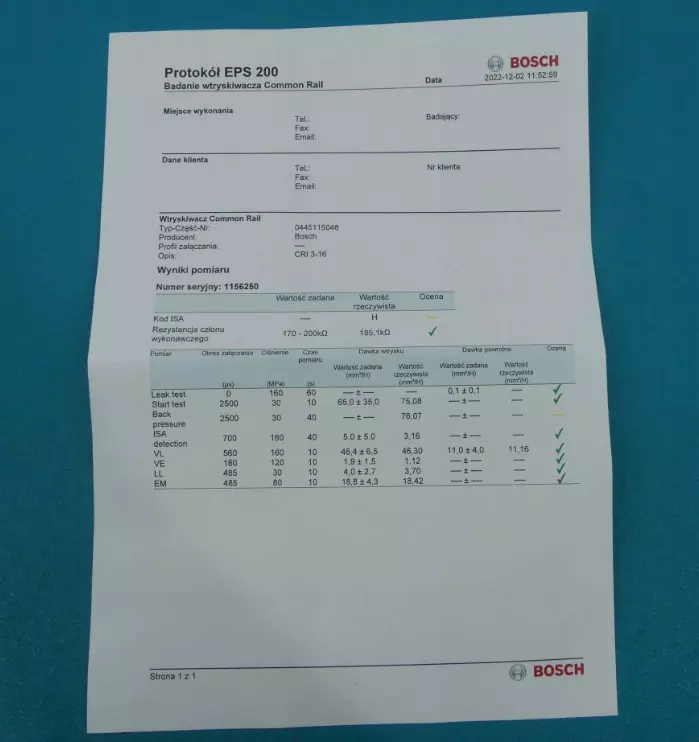 Protokół EPS 200
BOSCH
Badanie wtryskiwacza Common Rail
Data
2022-12-02 11:52:59
Miejsce wykonania
Tel.:
Badający:
Fax:
Email:
Dane klienta
Tel.:
Nr klienta
Fax:
Email:
Wtryskiwacz Common Rail
Typ-Część-Nr: 0445115048
Producent: Bosch
Profil załączania: ----
Opis: CRI 3-16
Wyniki pomiaru
Numer seryjny: 1156250
Wartość zadana Wartość rzeczywista Ocena
Kod ISA ---- H —
Rezystancja członu wykonawczego 170 - 200kΩ 185,1kΩ ✓
Pomiar Okres załączania Ciśnienie Czas pomiaru Dawka wtrysku Dawka powrotna Ocena
Wartość zadana (mm³/H) Wartość rzeczywista (mm³/H) Wartość zadana (mm³/H) Wartość rzeczywista (mm³/H)
(µs) (MPa) (s)
Leak test 0 160 60 ---- ± ---- ---- 0,1 ± 0,1 ✓
Start test 2500 30 10 65,0 ± 35,0 75,08 ---- ± ---- ---- ✓
Back pressure 2500 30 40 76,07 ---- ± ---- ---- —
ISA detection 700 160 40 5,0 ± 5,0 3,16 ---- ± ---- ---- ✓
VL 560 160 10 46,4 ± 6,5 46,30 11,0 ± 4,0 11,16 ✓
VE 180 120 10 1,9 ± 1,5 1,12 ---- ± ---- ---- ✓
LL 485 30 10 4,0 ± 2,7 3,70 ---- ± ---- ---- ✓
EM 485 80 10 18,8 ± 4,3 18,42 ---- ± ---- ---- ✓
Strona 1 z 1
BOSCH